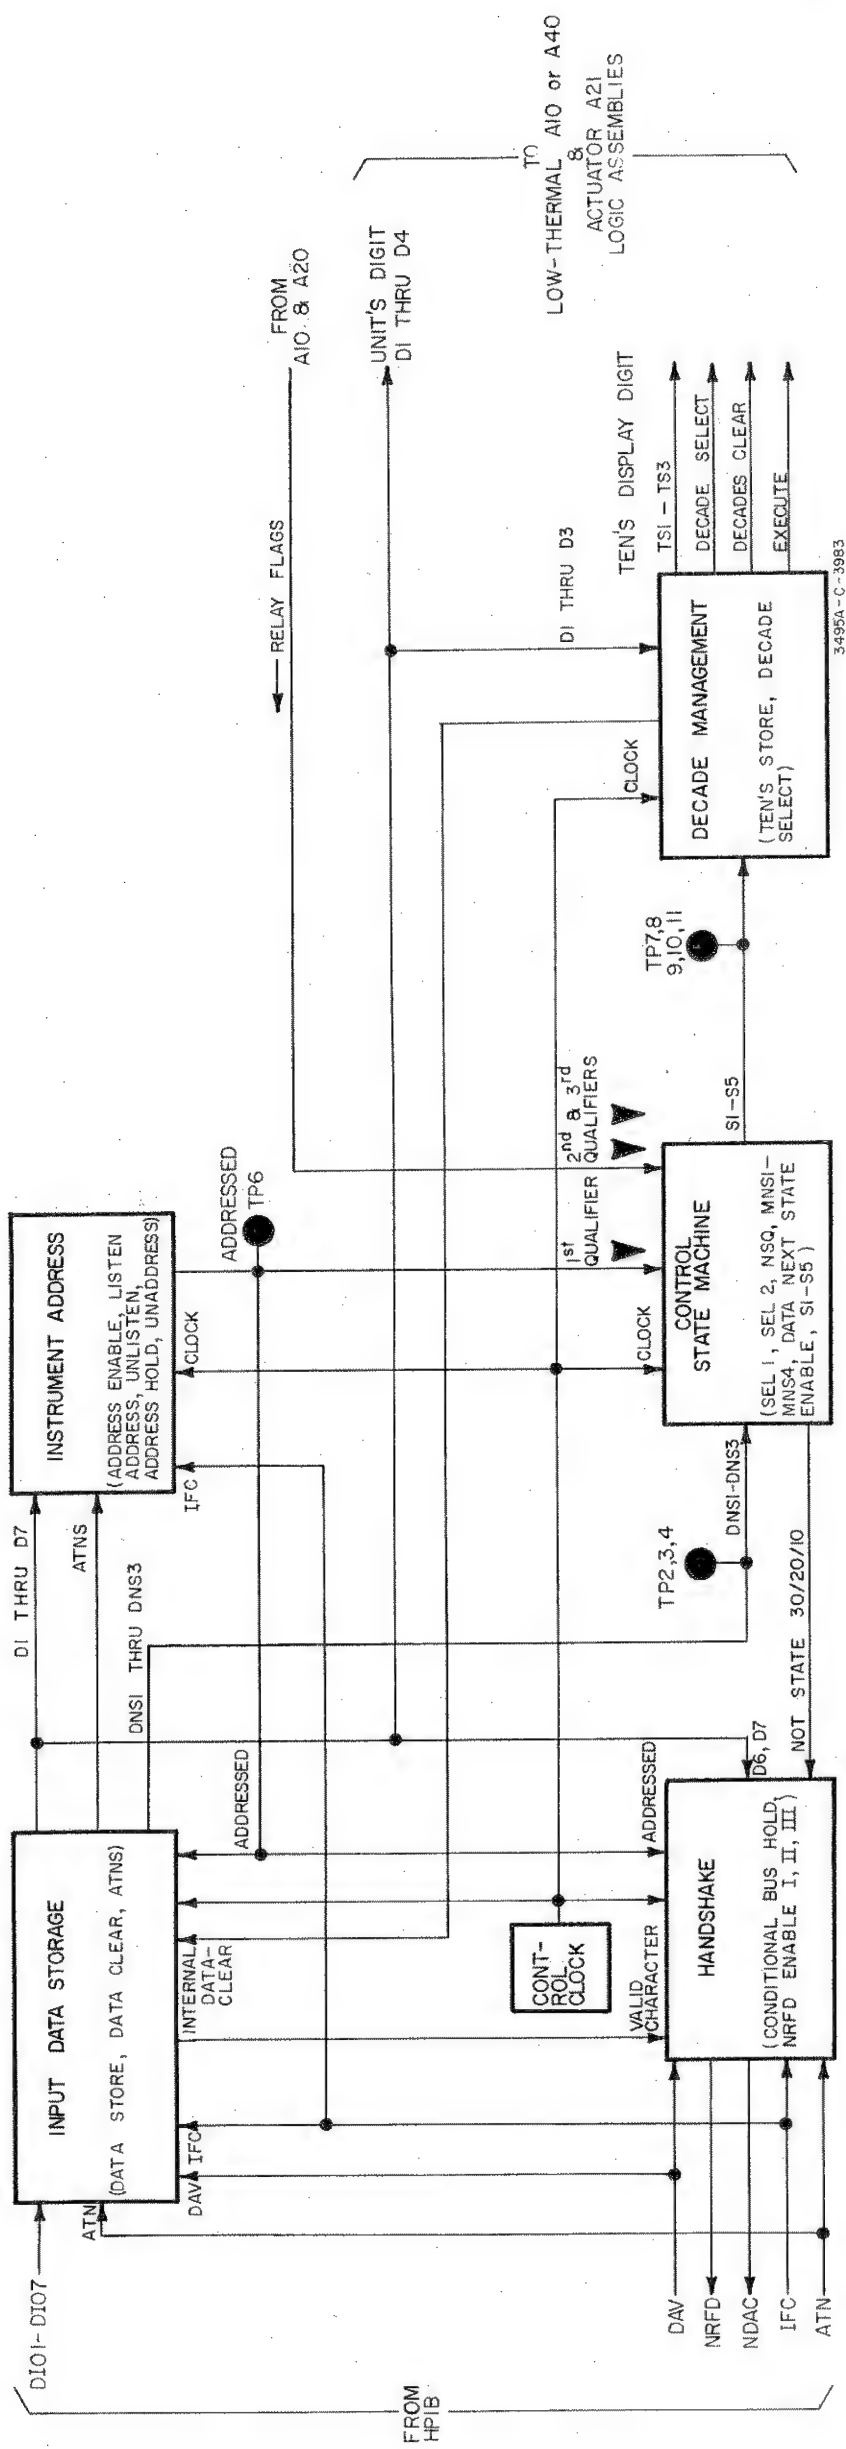 FROM
HPIB
DIO1-DIO7
ATN
DAV
IFC
INPUT DATA STORAGE
(DATA STORE, DATA CLEAR, ATNS)
INTERNAL
DATA-
CLEAR
ADDRESSED
D1 THRU D7
ATNS
DNS1 THRU DNS3
IFC
CLOCK
INSTRUMENT ADDRESS
(ADDRESS ENABLE, LISTEN
ADDRESS, UNLISTEN,
ADDRESS HOLD, UNADDRESS)
ADDRESSED
TP6
RELAY FLAGS
FROM
A10 & A20
UNIT'S DIGIT
D1 THRU D4
TO
LOW-THERMAL A10 or A40
&
ACTUATOR A21
LOGIC ASSEMBLIES
CONT-
ROL
CLOCK
VALID
CHARACTER
ADDRESSED
D6, D7
DAV
NRFD
NDAC
IFC
ATN
HANDSHAKE
(CONDITIONAL BUS HOLD,
NRFD ENABLE I, II, III)
NOT STATE 30/20/10
TP2,3,4
DNS1-DNS3
CLOCK
1st
QUALIFIER
2nd & 3rd
QUALIFIERS
CONTROL
STATE MACHINE
(SEL 1, SEL 2, NSQ, MNS1-
MNS4, DATA NEXT STATE
ENABLE, S1-S5)
S1-S5
TP7,8
9,10,11
CLOCK
D1 THRU D3
DECADE MANAGEMENT
(TEN'S STORE, DECADE
SELECT)
TEN'S DISPLAY DIGIT
TS1 - TS3
DECADE SELECT
DECADES CLEAR
EXECUTE
3495A-C-3983